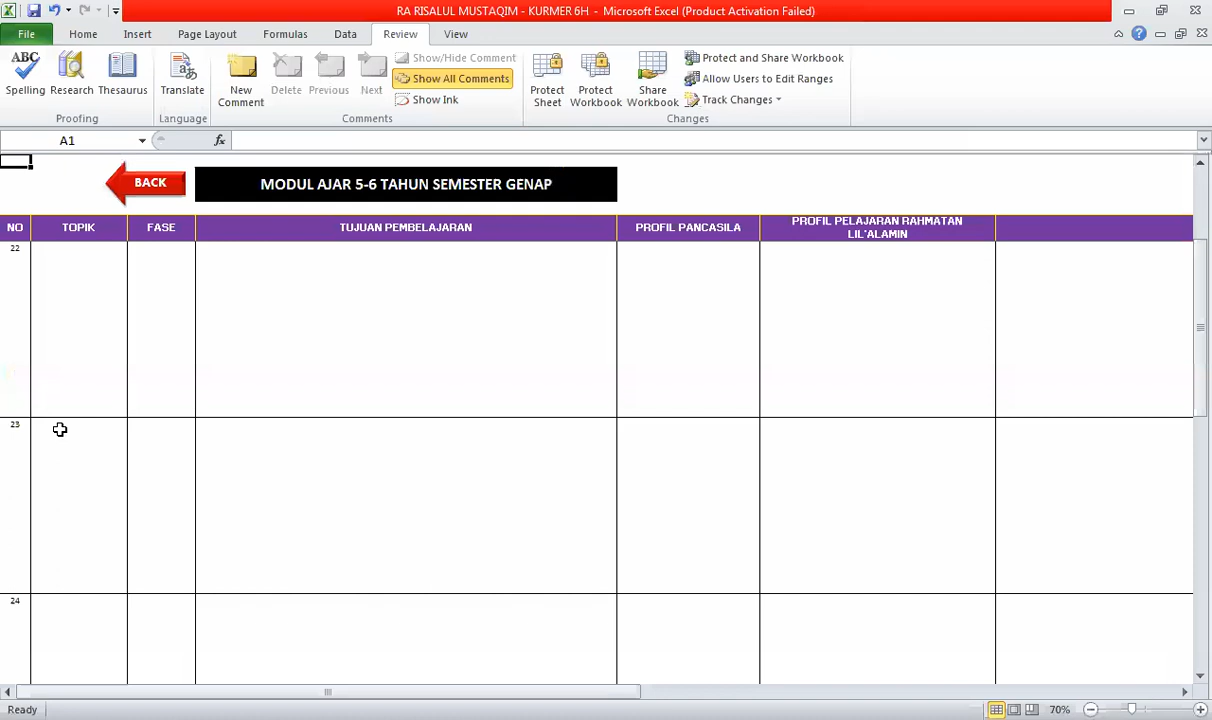 RA RISALUL MUSTAQIM - KURMER 6H - Microsoft Excel (Product Activation Failed)
File Home Insert Page Layout Formulas Data Review View
Spelling Research Thesaurus
Proofing
Translate
Language
New Comment
Delete Previous Next
Show/Hide Comment
Show All Comments
Show Ink
Comments
Protect Sheet
Protect Workbook
Share Workbook
Protect and Share Workbook
Allow Users to Edit Ranges
Track Changes
Changes
A1
fx
BACK
MODUL AJAR 5-6 TAHUN SEMESTER GENAP
NO TOPIK FASE TUJUAN PEMBELAJARAN PROFIL PANCASILA PROFIL PELAJARAN RAHMATAN LIL'ALAMIN
22
23
24
Ready
70%